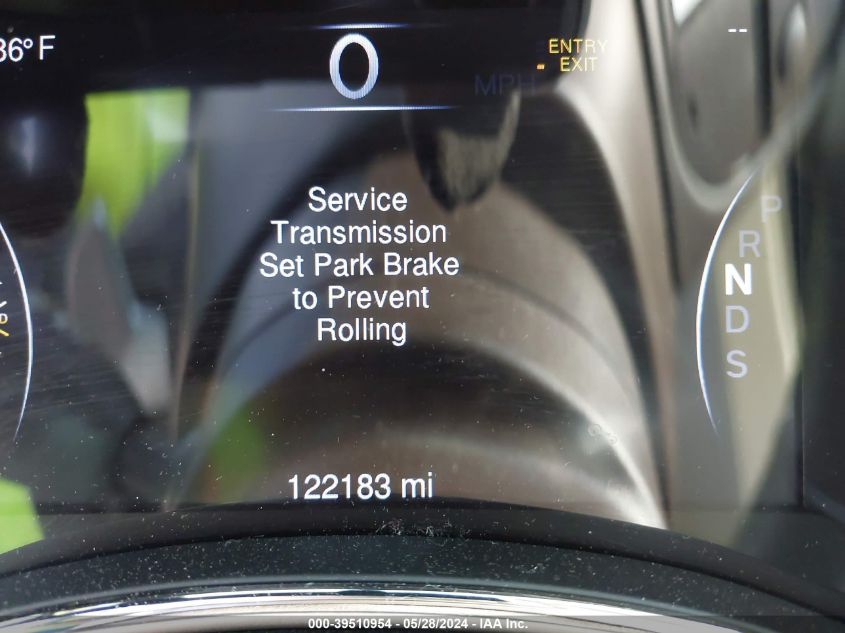 36° F
0
MPH
ENTRY
EXIT
--
Service
Transmission
Set Park Brake
to Prevent
Rolling
P
R
N
D
S
122183 mi
000-39510954 - 05/28/2024 - IAA Inc.